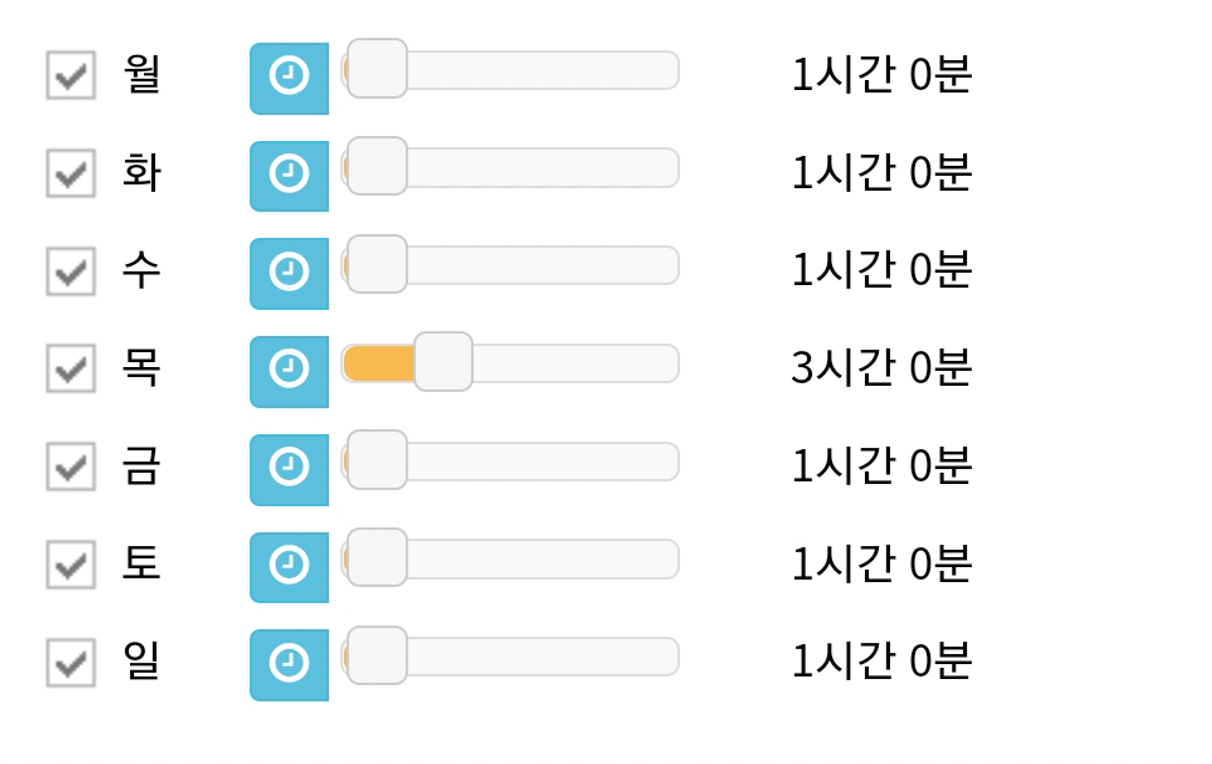 월 1시간 0분
화 1시간 0분
수 1시간 0분
목 3시간 0분
금 1시간 0분
토 1시간 0분
일 1시간 0분